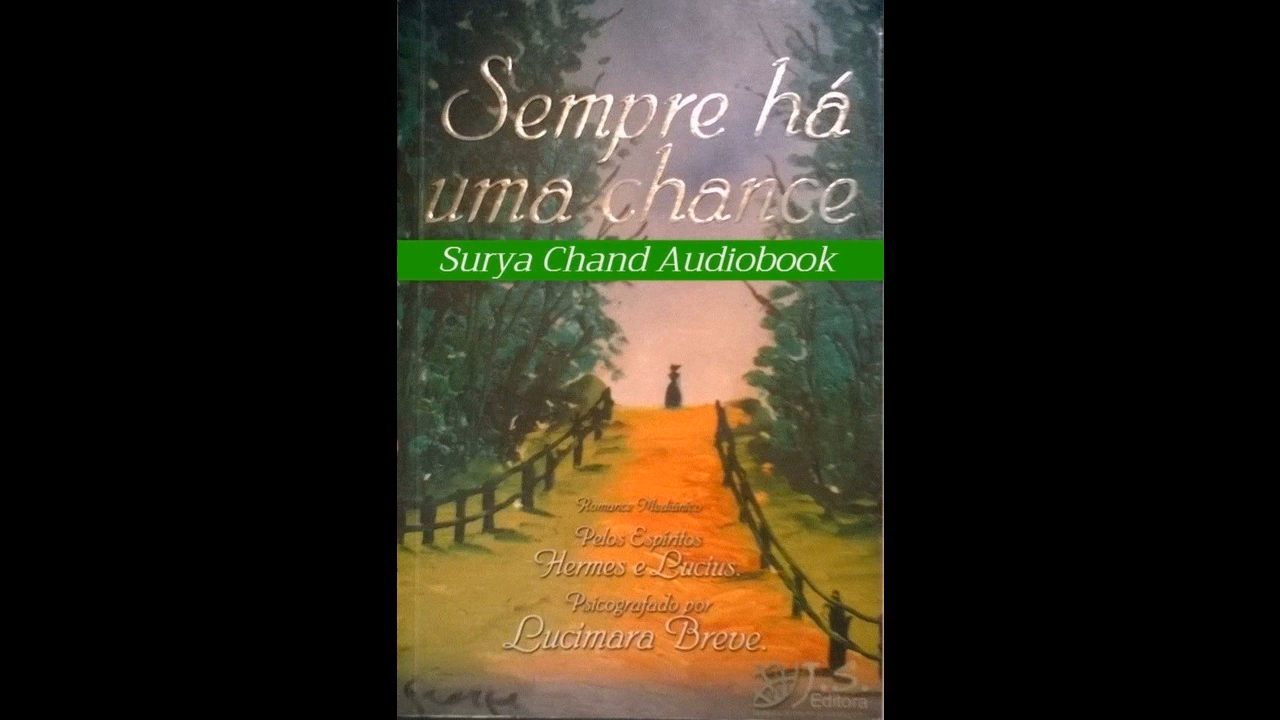 Sempre há
uma chance
Surya Chand Audiobook
Romance Mediúnico
Pelos Espíritos
Hermes e Lucius.
Psicografado por
Lucimara Breve.
J.S.
Editora